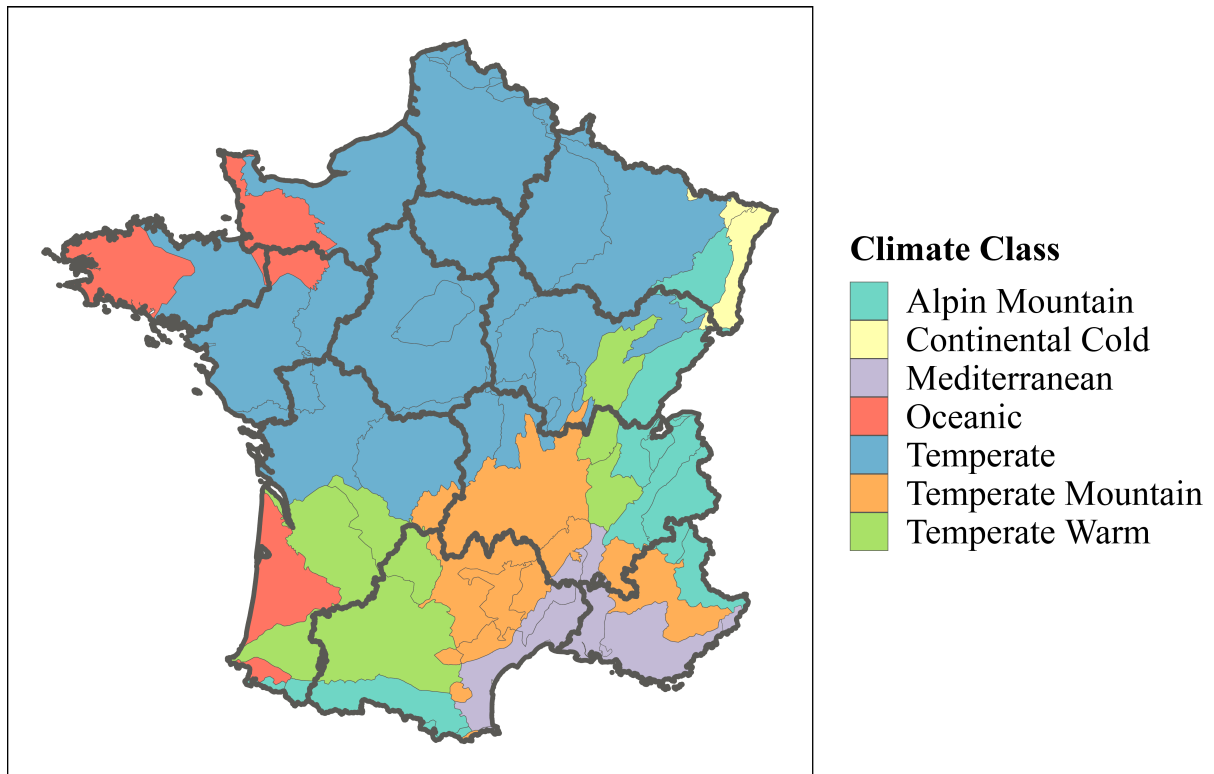 Climate Class
Alpin Mountain
Continental Cold
Mediterranean
Oceanic
Temperate
Temperate Mountain
Temperate Warm